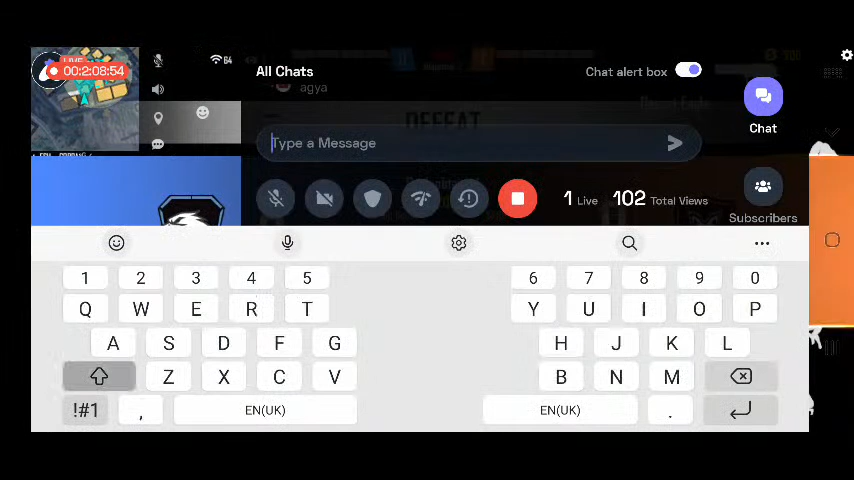 LIVE
00:2:08:54
64
All Chats
Chat alert box
agya
DEFEAT
Type a Message
Chat
1 Live 102 Total Views
Subscribers
1 2 3 4 5 6 7 8 9 0
Q W E R T Y U I O P
A S D F G H J K L
Z X C V B N M
!#1 , EN(UK) EN(UK) .